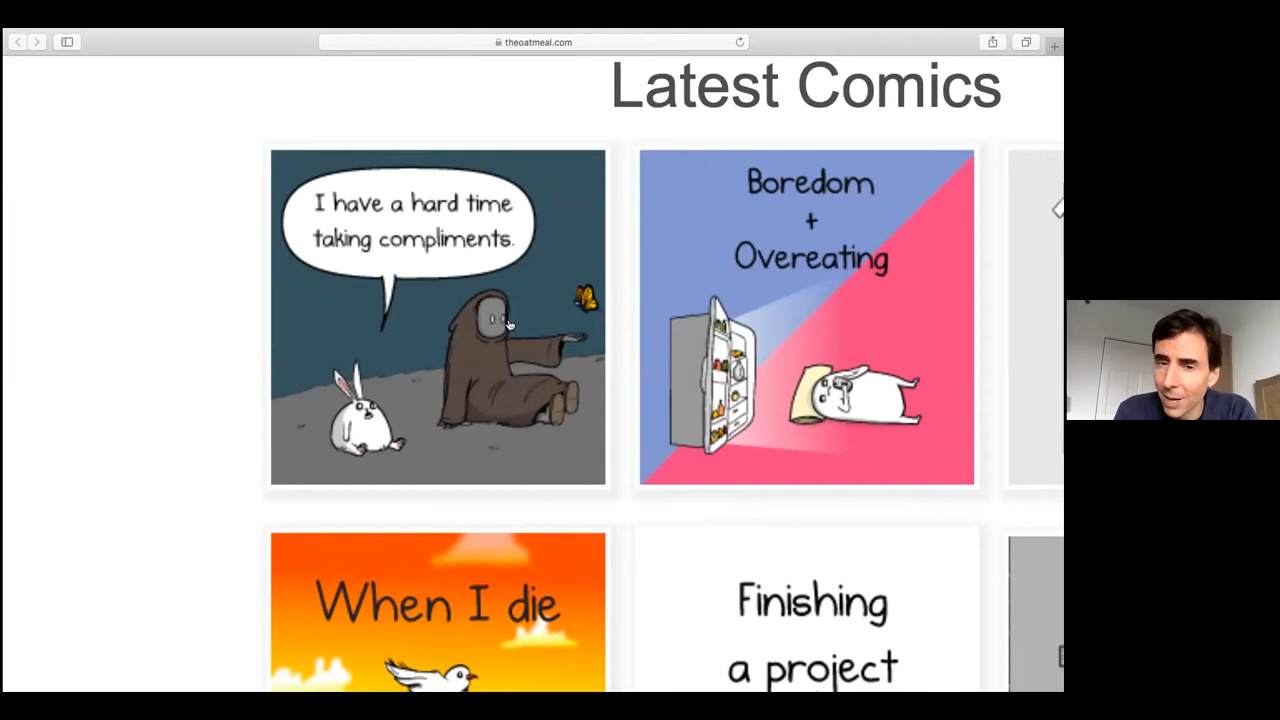 theoatmeal.com
Latest Comics
I have a hard time
taking compliments.
Boredom
+
Overeating
When I die
Finishing
a project